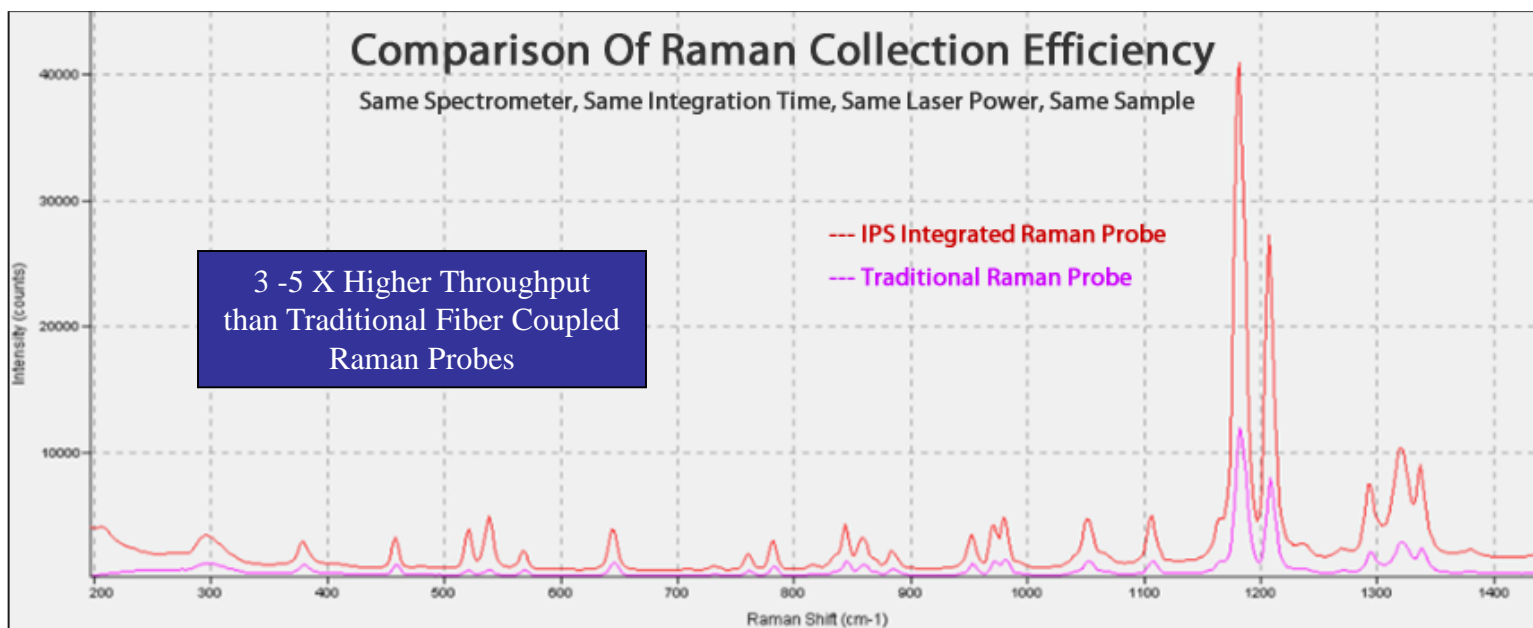 Comparison Of Raman Collection Efficiency
Same Spectrometer, Same Integration Time, Same Laser Power, Same Sample
--- IPS Integrated Raman Probe
--- Traditional Raman Probe
3 -5 X Higher Throughput
than Traditional Fiber Coupled
Raman Probes
Intensity (counts)
40000
30000
20000
10000
200 300 400 500 600 700 800 900 1000 1100 1200 1300 1400
Raman Shift (cm-1)